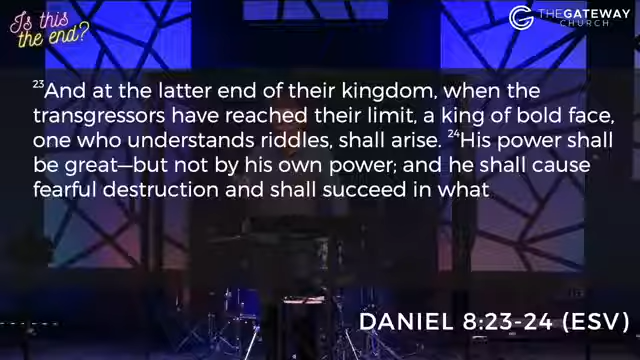 Is this
the end?
THEGATEWAY
CHURCH
²³And at the latter end of their kingdom, when the
transgressors have reached their limit, a king of bold face,
one who understands riddles, shall arise. ²⁴His power shall
be great—but not by his own power; and he shall cause
fearful destruction and shall succeed in what
DANIEL 8:23-24 (ESV)